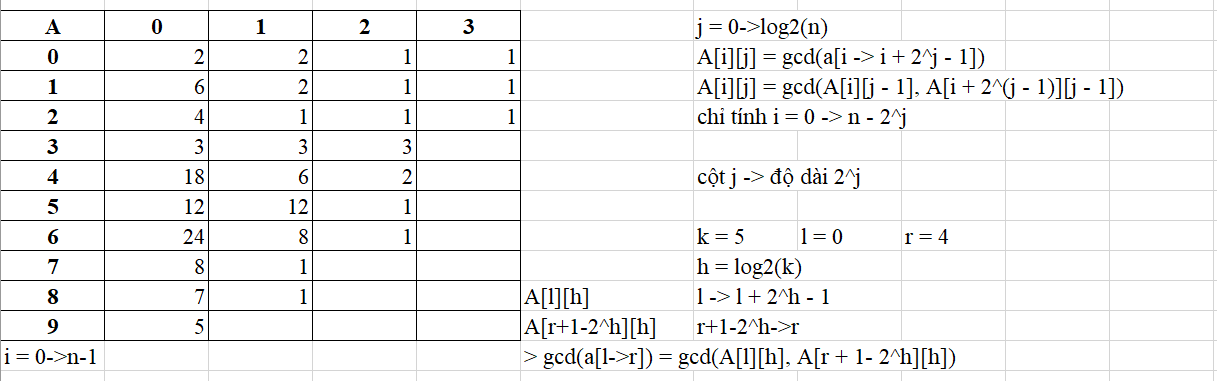 A 0 1 2 3 j = 0->log2(n)
0 2 2 1 1 A[i][j] = gcd(a[i -> i + 2^j - 1])
1 6 2 1 1 A[i][j] = gcd(A[i][j - 1], A[i + 2^(j - 1)][j - 1])
2 4 1 1 1 chỉ tính i = 0 -> n - 2^j
3 3 3 3
4 18 6 2 cột j -> độ dài 2^j
5 12 12 1
6 24 8 1 k = 5 l = 0 r = 4
7 8 1 h = log2(k)
8 7 1 A[l][h] l -> l + 2^h - 1
9 5 A[r+1-2^h][h] r+1-2^h->r
i = 0->n-1 > gcd(a[l->r]) = gcd(A[l][h], A[r + 1- 2^h][h])